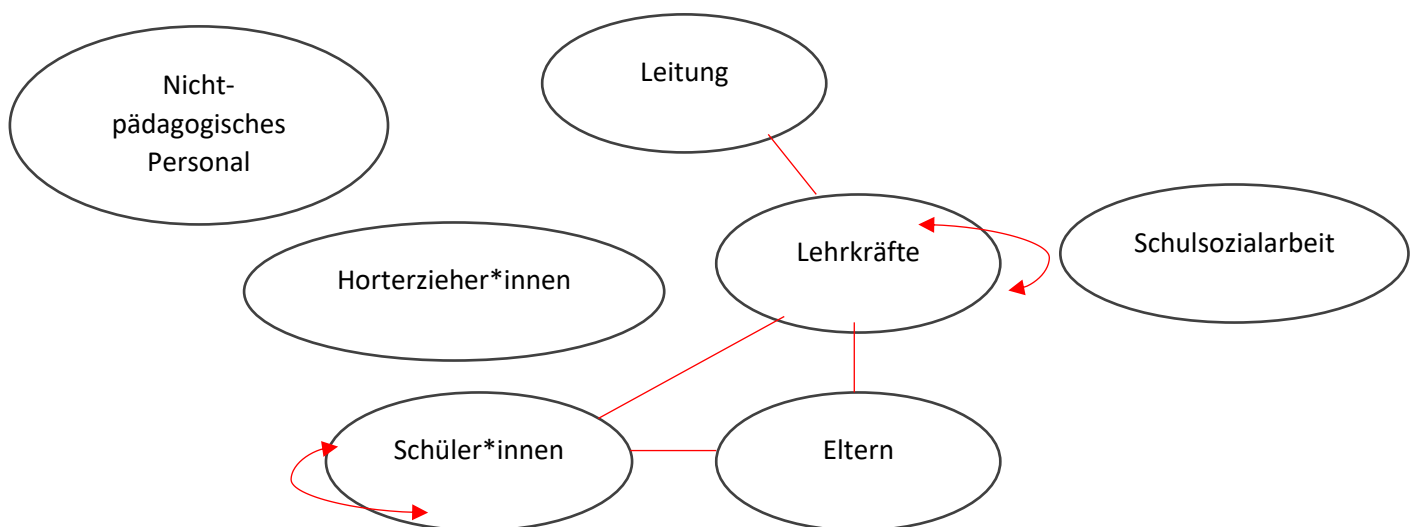 Nicht-
pädagogisches
Personal
Leitung
Lehrkräfte
Schulsozialarbeit
Horterzieher*innen
Schüler*innen
Eltern